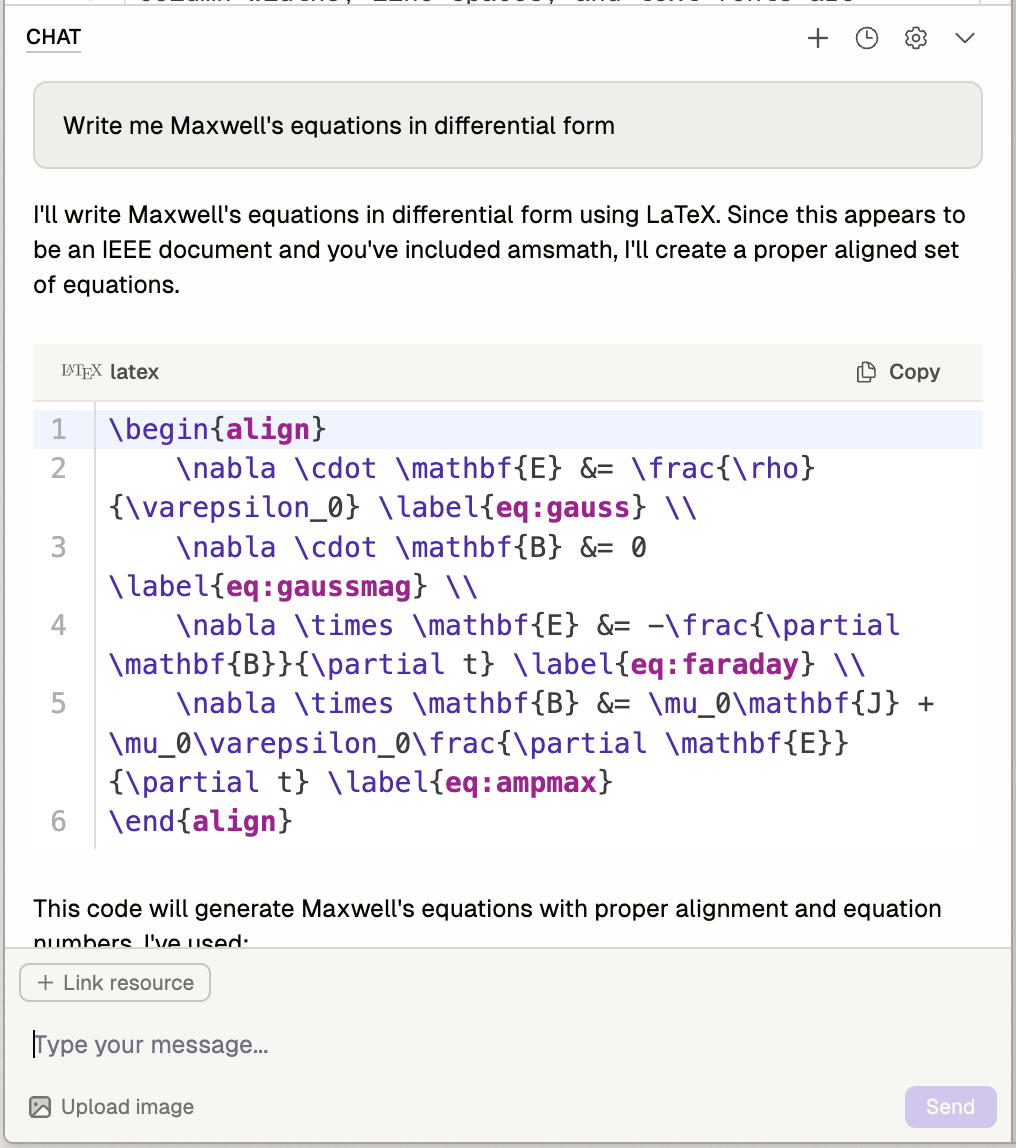 CHAT
Write me Maxwell's equations in differential form
I'll write Maxwell's equations in differential form using LaTeX. Since this appears to
be an IEEE document and you've included amsmath, I'll create a proper aligned set
of equations.
LATEX latex Copy
1 \begin{align}
2 \nabla \cdot \mathbf{E} &= \frac{\rho}
{\varepsilon_0} \label{eq:gauss} \\
3 \nabla \cdot \mathbf{B} &= 0
\label{eq:gaussmag} \\
4 \nabla \times \mathbf{E} &= -\frac{\partial
\mathbf{B}}{\partial t} \label{eq:faraday} \\
5 \nabla \times \mathbf{B} &= \mu_0\mathbf{J} +
\mu_0\varepsilon_0\frac{\partial \mathbf{E}}
{\partial t} \label{eq:ampmax}
6 \end{align}
This code will generate Maxwell's equations with proper alignment and equation
numbers. I've used:
+ Link resource
Type your message...
Upload image Send